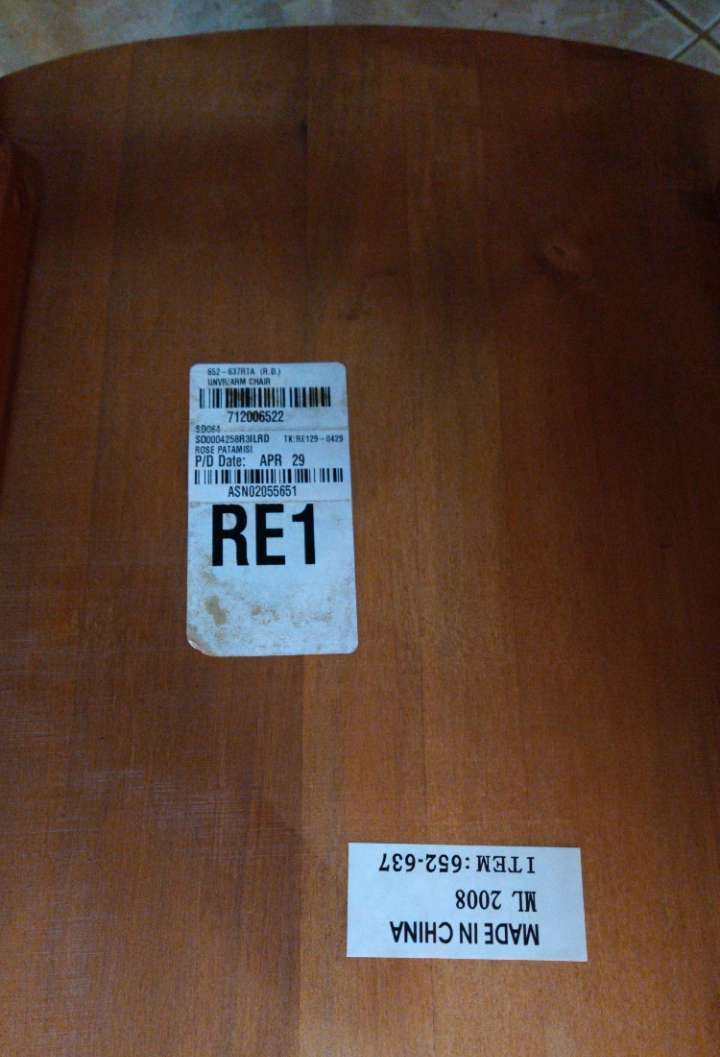 652-637RTA (R.D.)
UNVR/ARM CHAIR
712006522
SD064
SO0004258R3ILRD TK:RE129-0429
ROSE PATAMISI
P/D Date: APR 29
ASN02055651
RE1
MADE IN CHINA
ML 2008
ITEM:652-637